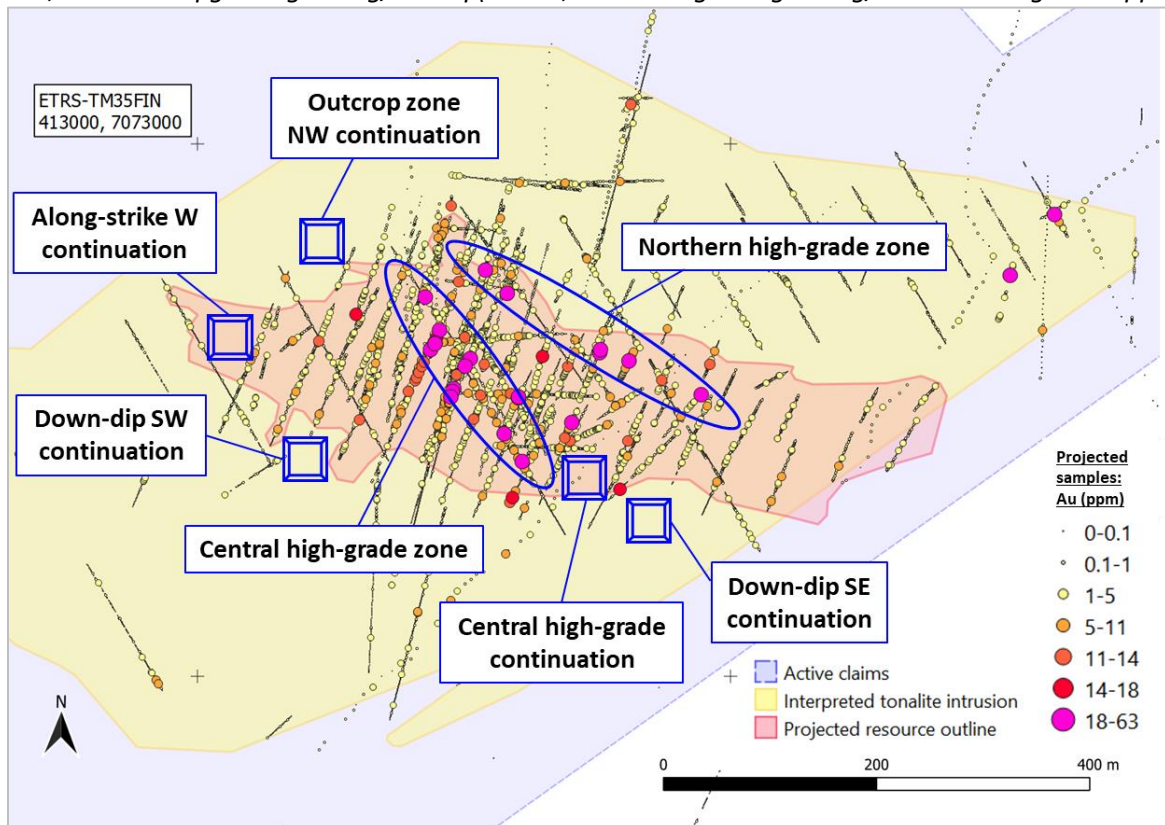 ETRS-TM35FIN
413000, 7073000
Outcrop zone
NW continuation
Along-strike W
continuation
Northern high-grade zone
Down-dip SW
continuation
Central high-grade zone
Central high-grade
continuation
Down-dip SE
continuation
Projected
samples:
Au (ppm)
0-0.1
0.1-1
1-5
5-11
11-14
14-18
18-63
Active claims
Interpreted tonalite intrusion
Projected resource outline
N
0
200
400 m